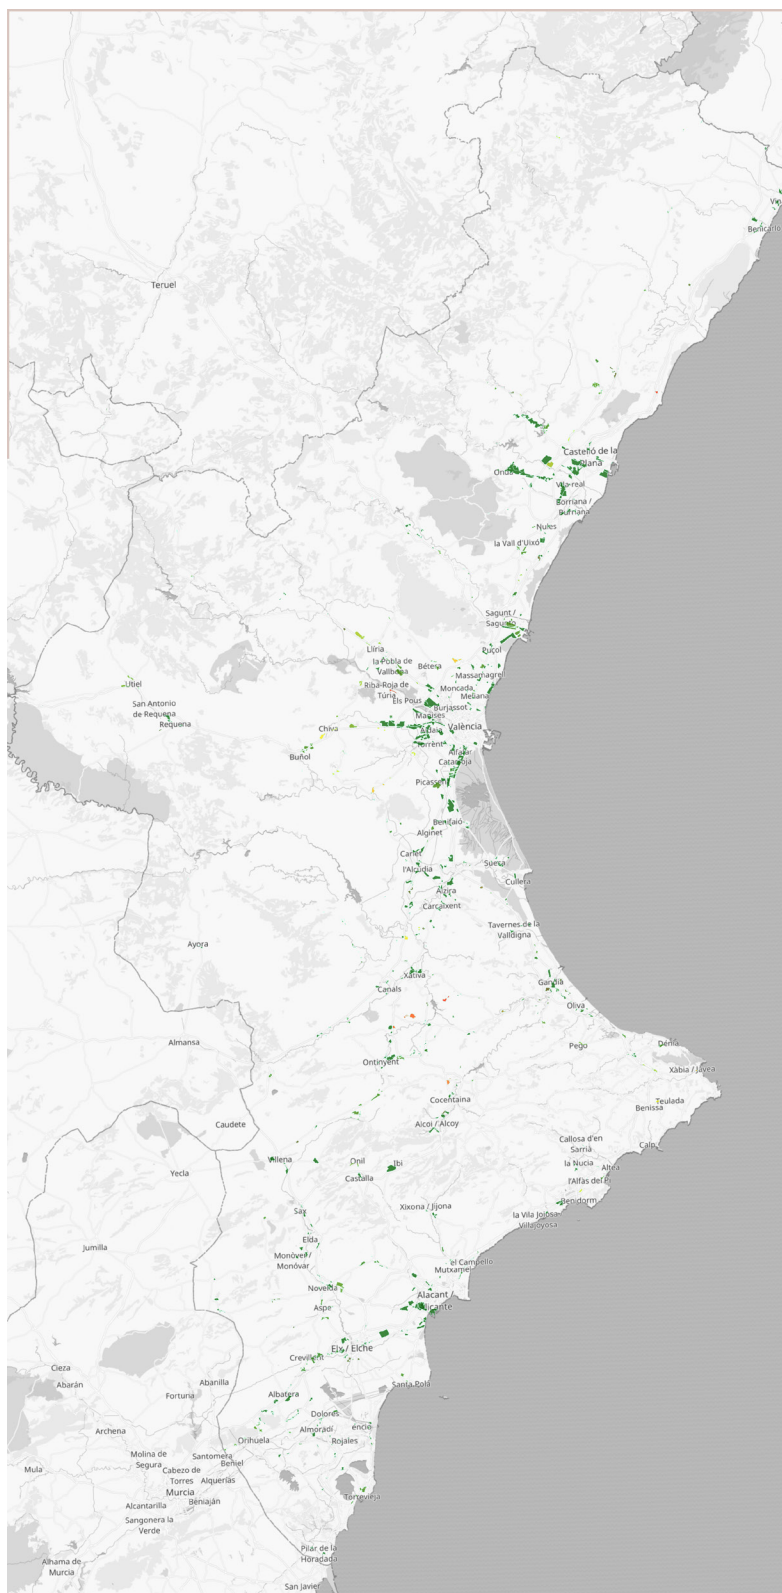 Vin
Benicarló
Teruel
Castelló de la
Plana
Onda
Vila-real
Borriana /
Burriana
Nules
la Vall d'Uixó
Sagunt /
Sagunto
Puçol
Llíria
la Pobla de
Vallbona
Bétera
Massamagrell
Utiel
Riba-Roja de
Túria
Moncada
Meliana
Els Pous
San Antonio
de Requena
Requena
Burjassot
Manises
Chiva
Aldaia
València
Torrent
Alfafar
Buñol
Catarroja
Picassent
Benifaió
Alginet
Carlet
l'Alcúdia
Sueca
Cullera
Alzira
Carcaixent
Tavernes de la
Valldigna
Ayora
Xàtiva
Canals
Gandia
Oliva
Almansa
Pego
Dénia
Ontinyent
Xàbia / Jávea
Cocentaina
Teulada
Benissa
Caudete
Alcoi / Alcoy
Callosa d'en
Sarrià
Calp
Villena
Onil
Ibi
la Nucia
Altea
Yecla
Castalla
l'Alfàs del Pi
Benidorm
Sax
Xixona / Jijona
la Vila Joiosa
Villajoyosa
Elda
Jumilla
Monòver /
Monóvar
el Campello
Mutxamel
Novelda
Alacant
Alicante
Aspe
Elx / Elche
Crevillent
Cieza
Abarán
Abanilla
Santa Pola
Fortuna
Albatera
Dolores
Archena
Almoradí
Orihuela
Rojales
Molina de
Segura
Santomera
Beniel
Mula
Cabezo de
Torres
Alquerías
Murcia
Torrevieja
Alcantarilla
Beniaján
Sangonera la
Verde
Pilar de la
Horadada
Alhama de
Murcia
San Javier